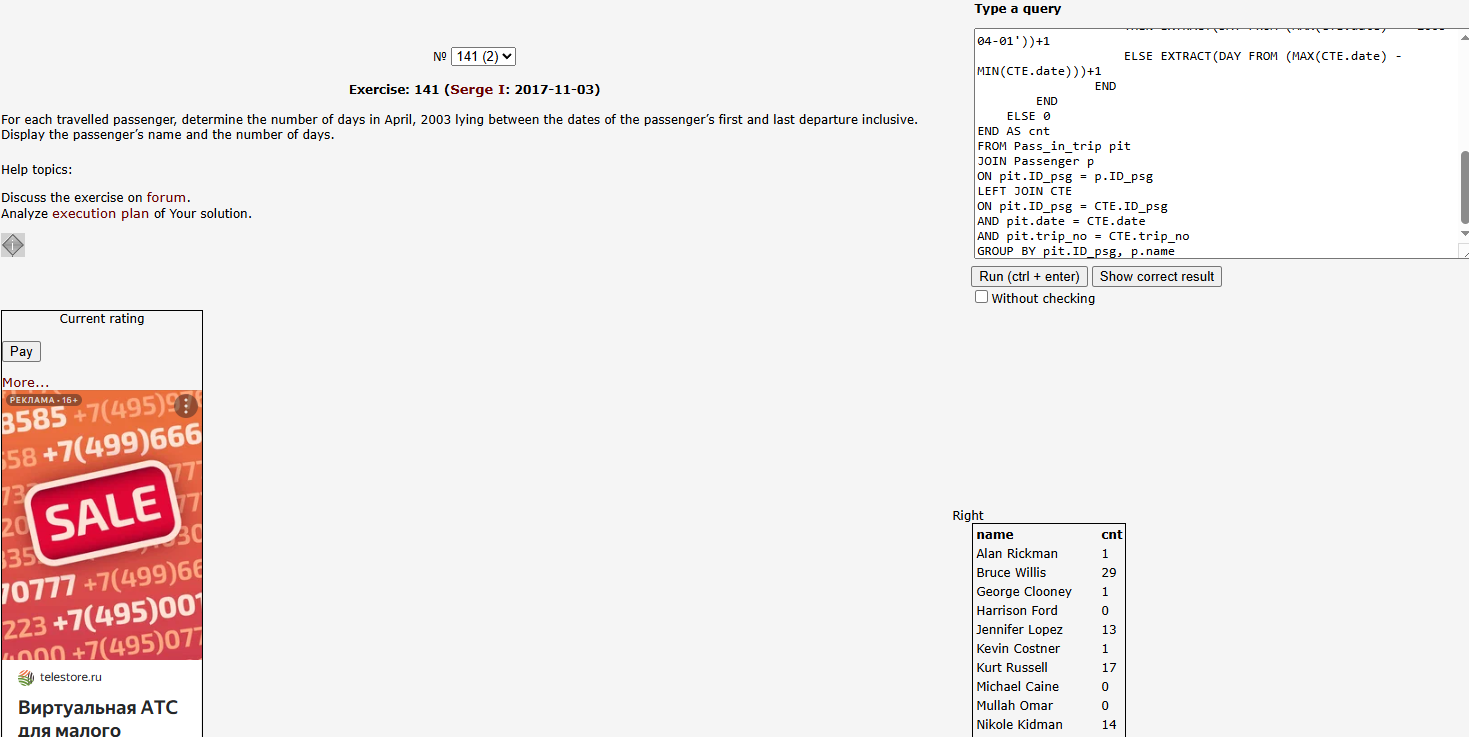 Type a query
04-01'))+1
ELSE EXTRACT(DAY FROM (MAX(CTE.date) -
MIN(CTE.date)))+1
END
END
ELSE 0
END AS cnt
FROM Pass_in_trip pit
JOIN Passenger p
ON pit.ID_psg = p.ID_psg
LEFT JOIN CTE
ON pit.ID_psg = CTE.ID_psg
AND pit.date = CTE.date
AND pit.trip_no = CTE.trip_no
GROUP BY pit.ID_psg, p.name
Run (ctrl + enter) Show correct result
Without checking
№ 141 (2)
Exercise: 141 (Serge I: 2017-11-03)
For each travelled passenger, determine the number of days in April, 2003 lying between the dates of the passenger’s first and last departure inclusive.
Display the passenger’s name and the number of days.
Help topics:
Discuss the exercise on forum.
Analyze execution plan of Your solution.
Current rating
Pay
More...
РЕКЛАМА • 16+
8585 +7(495)976
558 +7(499)666
SALE
70777 +7(499)66
223 +7(495)001
4000 +7(495)077
telestore.ru
Виртуальная АТС
для малого
Right
name cnt
Alan Rickman 1
Bruce Willis 29
George Clooney 1
Harrison Ford 0
Jennifer Lopez 13
Kevin Costner 1
Kurt Russell 17
Michael Caine 0
Mullah Omar 0
Nikole Kidman 14